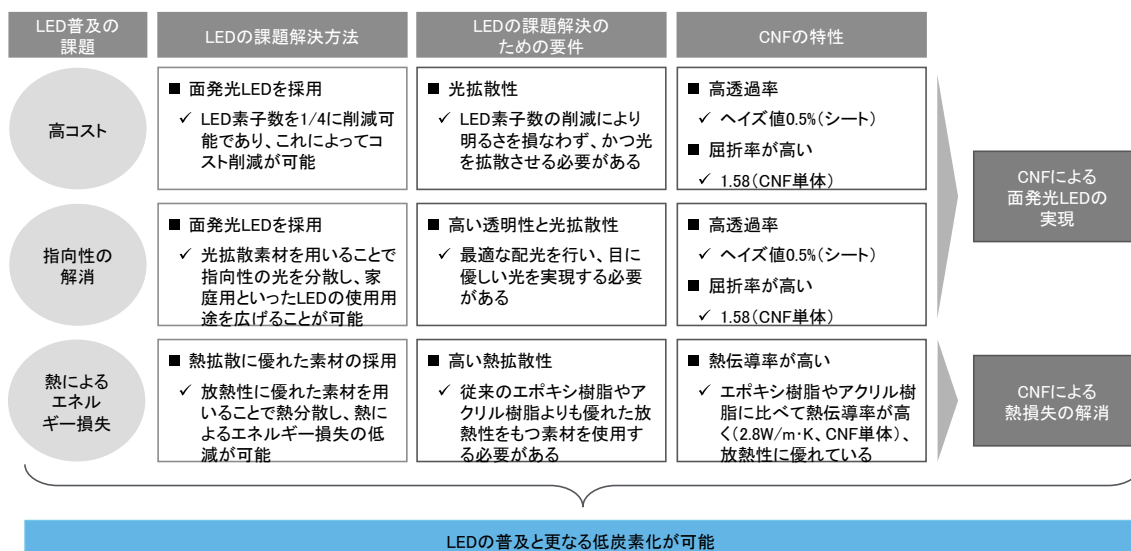 LED普及の
課題
LEDの課題解決方法
LEDの課題解決の
ための要件
CNFの特性
高コスト
■ 面発光LEDを採用
✓ LED素子数を1/4に削減可
能であり、これによってコ
スト削減が可能
■ 光拡散性
✓ LED素子数の削減により
明るさを損なわず、かつ光
を拡散させる必要がある
■ 高透過率
✓ ヘイズ値0.5%(シート)
■ 屈折率が高い
✓ 1.58(CNF単体)
指向性の
解消
■ 面発光LEDを採用
✓ 光拡散素材を用いることで
指向性の光を分散し、家
庭用といったLEDの使用用
途を広げることが可能
■ 高い透明性と光拡散性
✓ 最適な配光を行い、目に
優しい光を実現する必要
がある
■ 高透過率
✓ ヘイズ値0.5%(シート)
■ 屈折率が高い
✓ 1.58(CNF単体)
CNFによる
面発光LEDの
実現
熱による
エネル
ギー損失
■ 熱拡散に優れた素材の採用
✓ 放熱性に優れた素材を用
いることで熱分散し、熱に
よるエネルギー損失の低
減が可能
■ 高い熱拡散性
✓ 従来のエポキシ樹脂やア
クリル樹脂よりも優れた放
熱性をもつ素材を使用す
る必要がある
■ 熱伝導率が高い
✓ エポキシ樹脂やアクリル樹
脂に比べて熱伝導率が高
く(2.8W/m・K、CNF単体)、
放熱性に優れている
CNFによる
熱損失の解消
LEDの普及と更なる低炭素化が可能